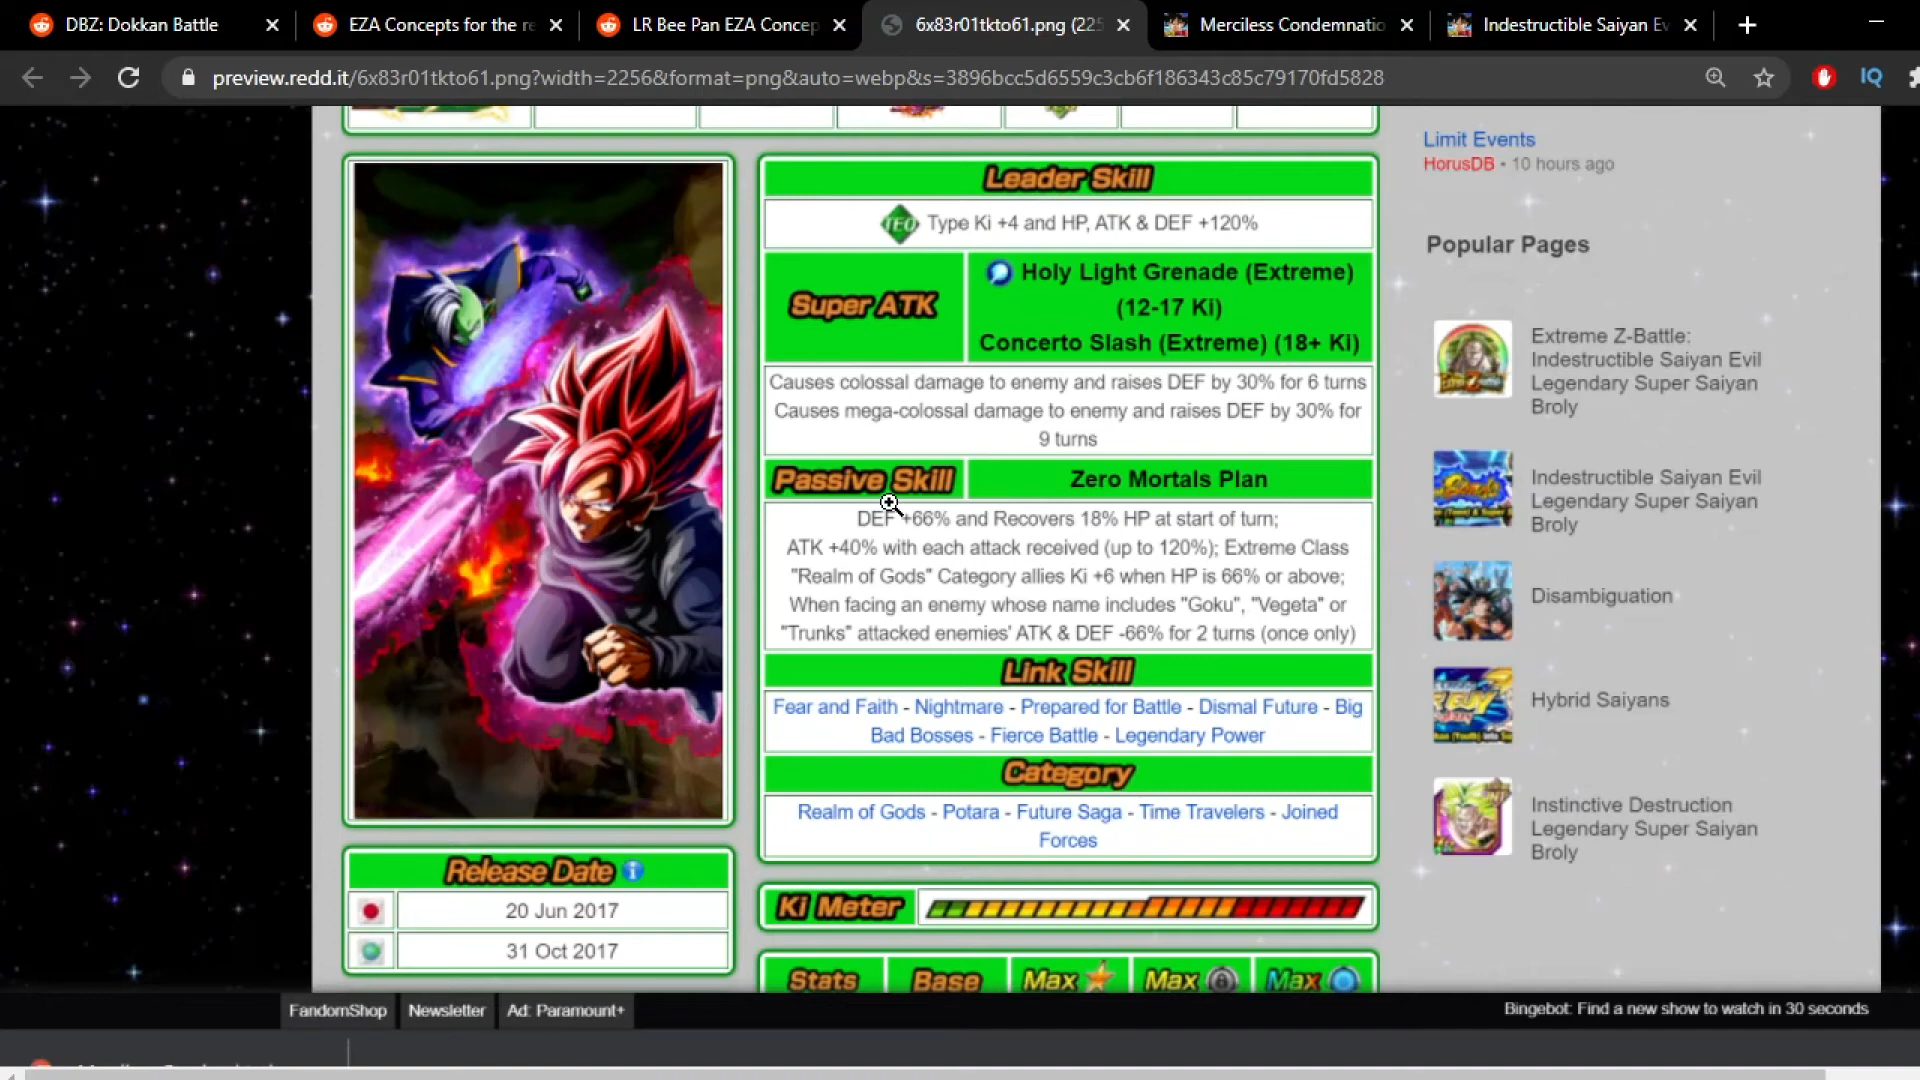 DBZ: Dokkan Battle
EZA Concepts for the re
LR Bee Pan EZA Concep
6x83r01tkto61.png (225
Merciless Condemnatio
Indestructible Saiyan Ev
preview.redd.it/6x83r01tkto61.png?width=2256&format=png&auto=webp&s=3896bcc5d6559c3cb6f186343c85c79170fd5828
IQ
Leader Skill
TEQ Type Ki +4 and HP, ATK & DEF +120%
Super ATK
Holy Light Grenade (Extreme)
(12-17 Ki)
Concerto Slash (Extreme) (18+ Ki)
Causes colossal damage to enemy and raises DEF by 30% for 6 turns
Causes mega-colossal damage to enemy and raises DEF by 30% for
9 turns
Passive Skill
Zero Mortals Plan
DEF +66% and Recovers 18% HP at start of turn;
ATK +40% with each attack received (up to 120%); Extreme Class
"Realm of Gods" Category allies Ki +6 when HP is 66% or above;
When facing an enemy whose name includes "Goku", "Vegeta" or
"Trunks" attacked enemies' ATK & DEF -66% for 2 turns (once only)
Link Skill
Fear and Faith - Nightmare - Prepared for Battle - Dismal Future - Big
Bad Bosses - Fierce Battle - Legendary Power
Category
Realm of Gods - Potara - Future Saga - Time Travelers - Joined
Forces
Release Date
20 Jun 2017
31 Oct 2017
Ki Meter
Stats
Base
Max
Max
Max
Limit Events
HorusDB • 10 hours ago
Popular Pages
Extreme Z-Battle:
Indestructible Saiyan Evil
Legendary Super Saiyan
Broly
Indestructible Saiyan Evil
Legendary Super Saiyan
Broly
Disambiguation
Hybrid Saiyans
Instinctive Destruction
Legendary Super Saiyan
Broly
FandomShop
Newsletter
Ad: Paramount+
Bingebot: Find a new show to watch in 30 seconds